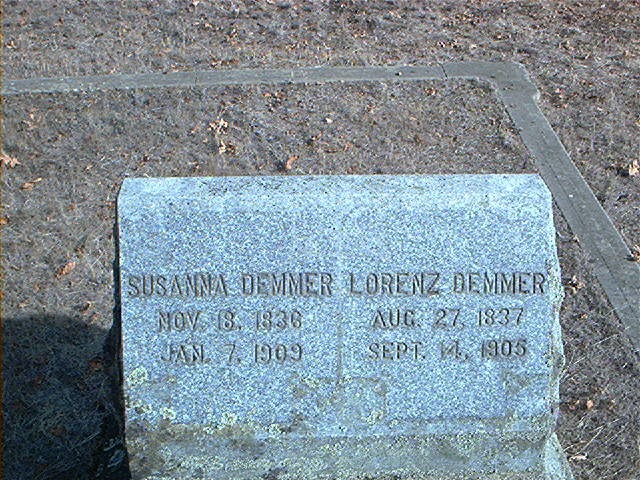 SUSANNA DEMMER
NOV. 18. 1836
JAN. 7. 1909
LORENZ DEMMER
AUG. 27. 1837
SEPT. 14. 1905